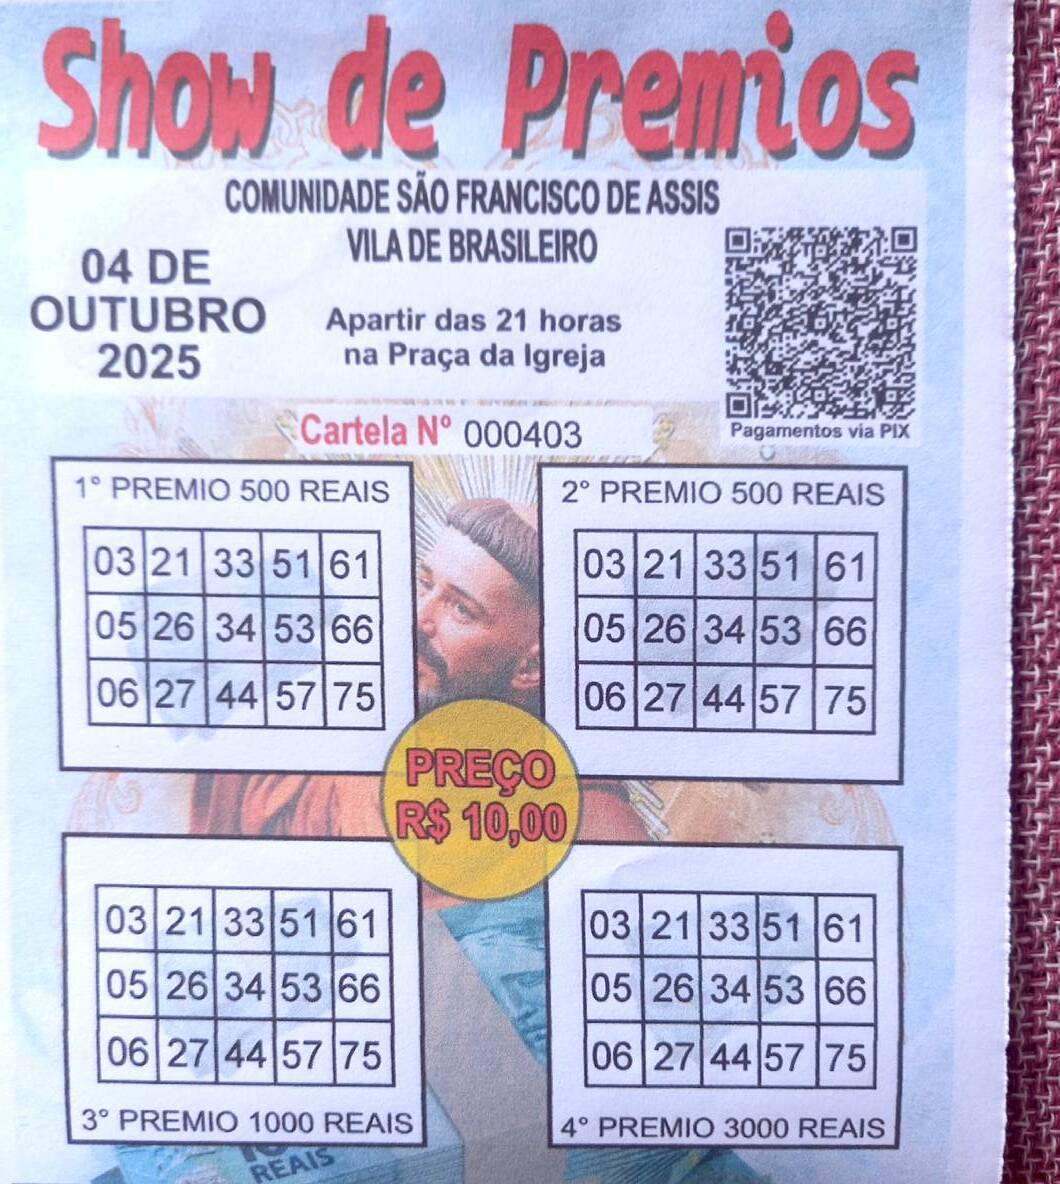 Show de Premios
COMUNIDADE SÃO FRANCISCO DE ASSIS
VILA DE BRASILEIRO
04 DE
OUTUBRO
2025
Apartir das 21 horas
na Praça da Igreja
Pagamentos via PIX
Cartela Nº 000403
1° PREMIO 500 REAIS
03 21 33 51 61
05 26 34 53 66
06 27 44 57 75
2° PREMIO 500 REAIS
03 21 33 51 61
05 26 34 53 66
06 27 44 57 75
PREÇO
R$ 10,00
03 21 33 51 61
05 26 34 53 66
06 27 44 57 75
3° PREMIO 1000 REAIS
03 21 33 51 61
05 26 34 53 66
06 27 44 57 75
4° PREMIO 3000 REAIS
REAIS